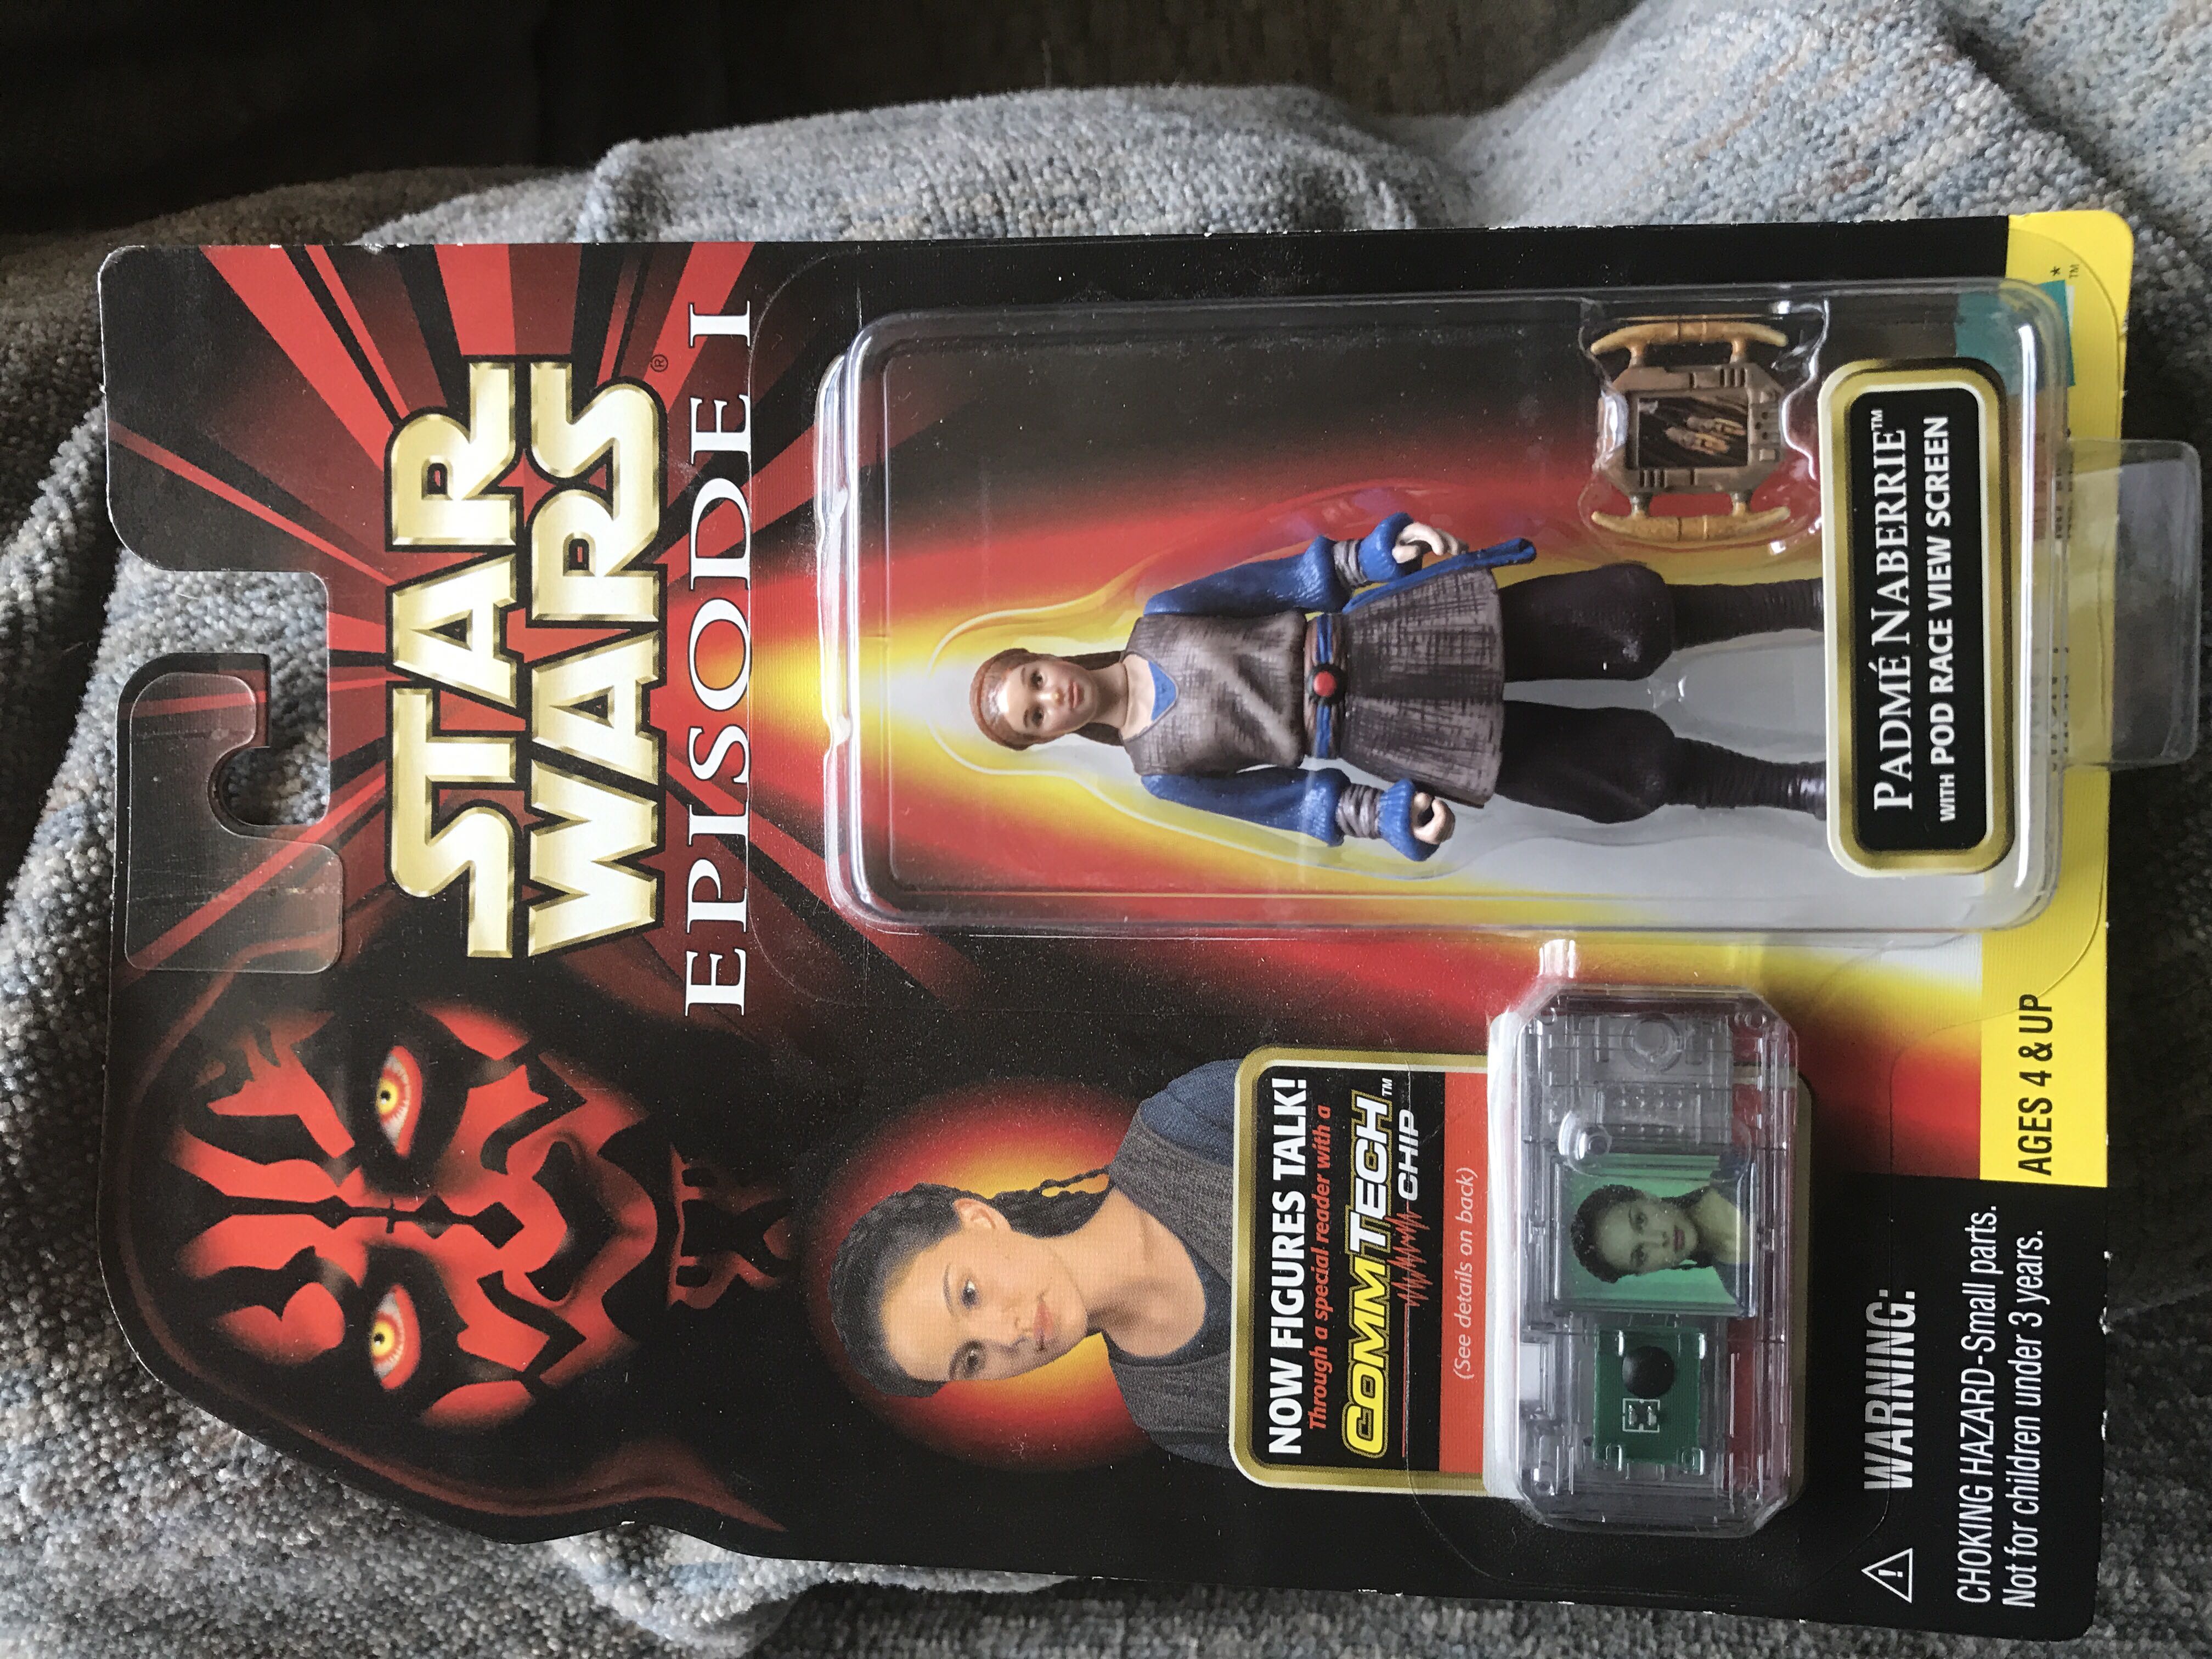 STAR
WARS®
EPISODE I
NOW FIGURES TALK!
Through a special reader with a
COMMTECH™
CHIP
(See details on back)
PADMÉ NABERRIE™
WITH POD RACE VIEW SCREEN
WARNING:
CHOKING HAZARD-Small parts.
Not for children under 3 years.
AGES 4 & UP
*
™